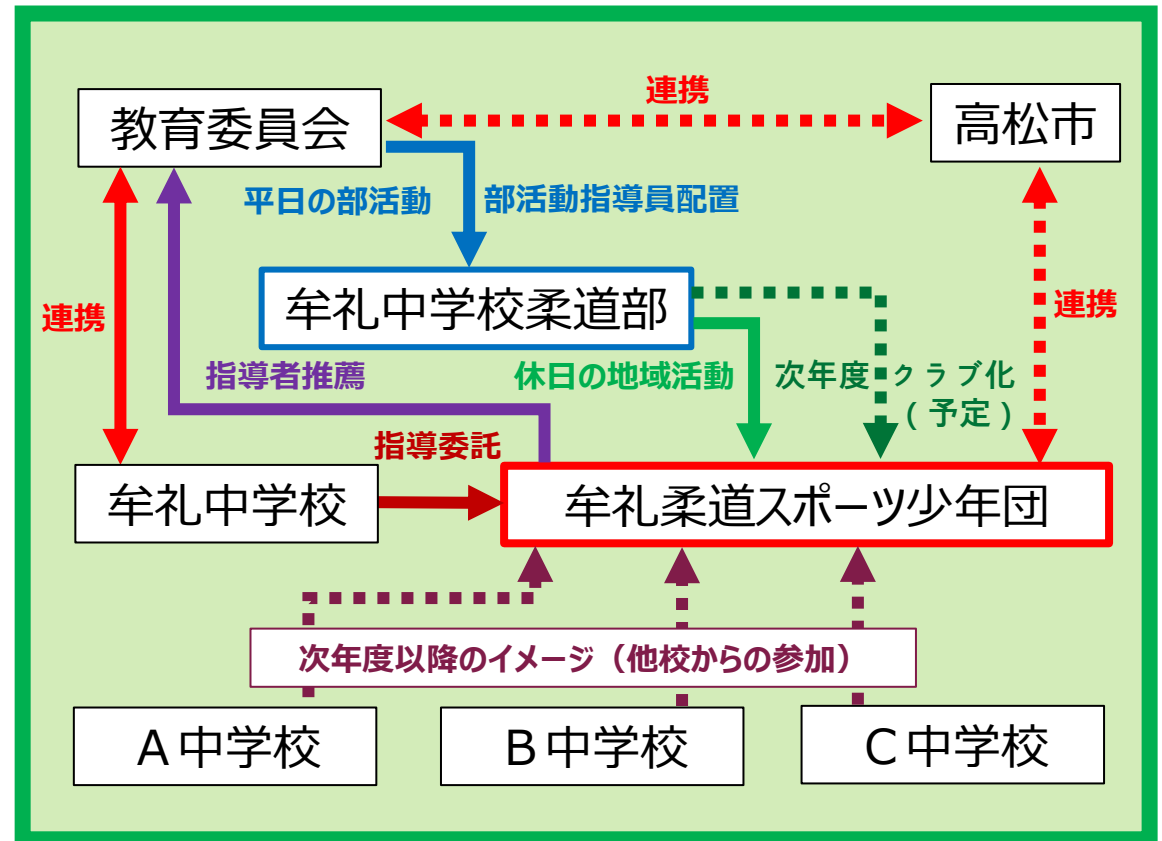 連携
教育委員会
高松市
平日の部活動
部活動指導員配置
牟礼中学校柔道部
連携
連携
指導者推薦
休日の地域活動
次年度 クラブ化
(予定)
指導委託
牟礼中学校
牟礼柔道スポーツ少年団
次年度以降のイメージ（他校からの参加）
A中学校
B中学校
C中学校